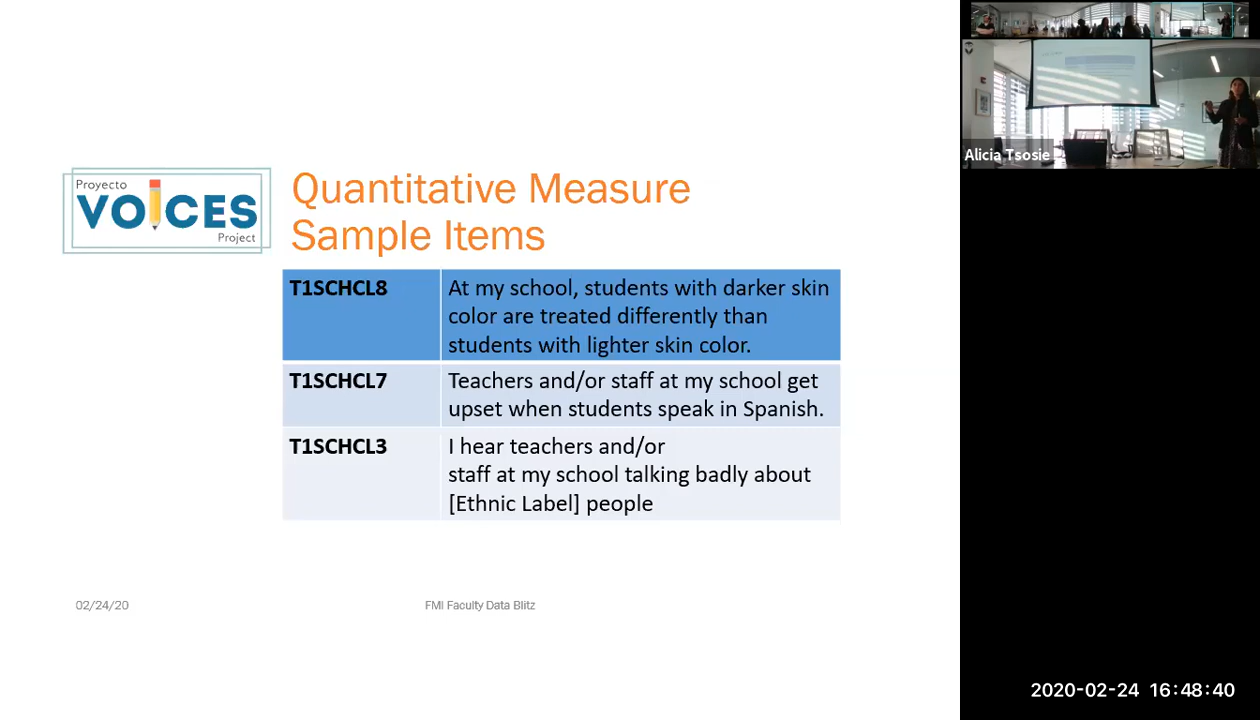 Proyecto
VOICES
Project
Quantitative Measure
Sample Items
T1SCHCL8
At my school, students with darker skin
color are treated differently than
students with lighter skin color.
T1SCHCL7
Teachers and/or staff at my school get
upset when students speak in Spanish.
T1SCHCL3
I hear teachers and/or
staff at my school talking badly about
[Ethnic Label] people
02/24/20
FMI Faculty Data Blitz
Alicia Tsosie
2020-02-24 16:48:40